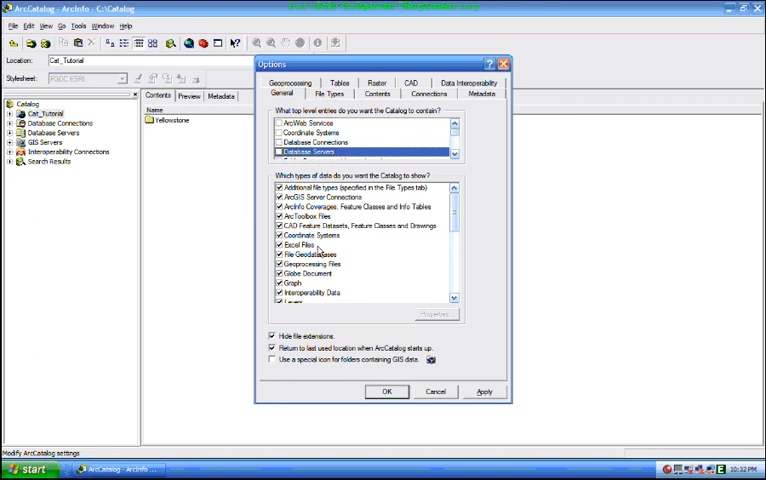 ArcCatalog - ArcInfo - C:\Catalog
File Edit View Go Tools Window Help
Location: Cat_Tutorial
Stylesheet: FGDC ESRI
Catalog
Cat_Tutorial
Database Connections
Database Servers
GIS Servers
Interoperability Connections
Search Results
Contents Preview Metadata
Name
Yellowstone
Options
Geoprocessing Tables Raster CAD Data Interoperability
General File Types Contents Connections Metadata
What top level entries do you want the Catalog to contain?
ArcWeb Services
Coordinate Systems
Database Connections
Database Servers
Which types of data do you want the Catalog to show?
Additional file types (specified in the File Types tab)
ArcGIS Server Connections
ArcInfo Coverages, Feature Classes and Info Tables
ArcToolbox Files
CAD Feature Datasets, Feature Classes and Drawings
Coordinate Systems
Excel Files
File Geodatabases
Geoprocessing Files
Globe Document
Graph
Interoperability Data
Layers
Properties...
Hide file extensions.
Return to last used location when ArcCatalog starts up.
Use a special icon for folders containing GIS data.
OK Cancel Apply
Modify ArcCatalog settings
start ArcCatalog - ArcInfo ... E 10:32 PM